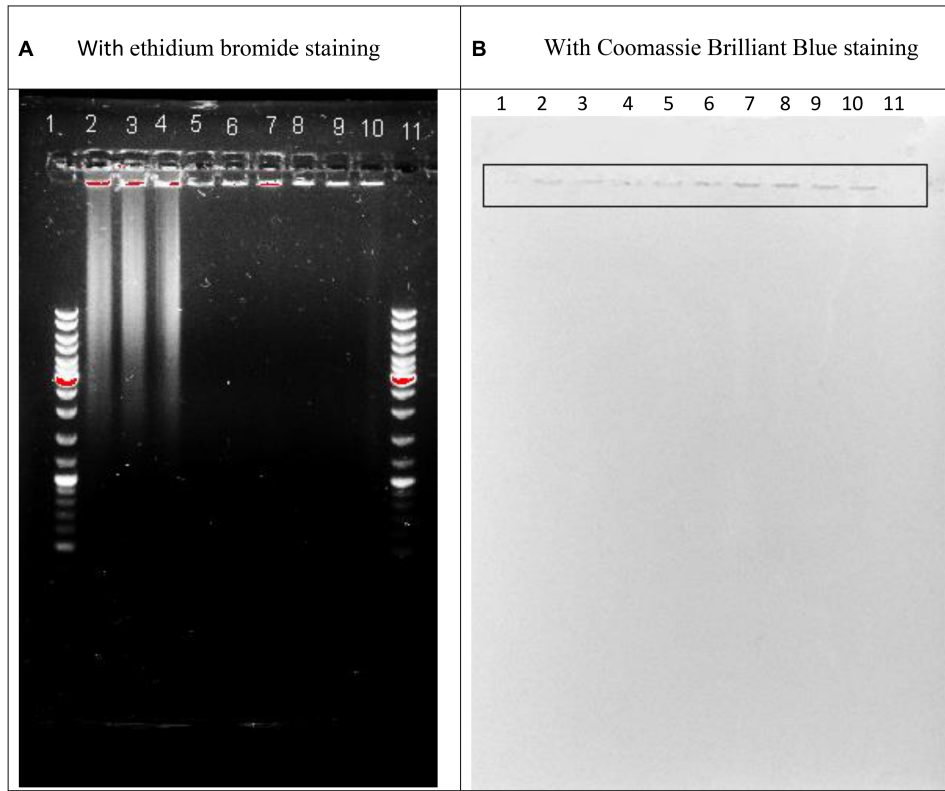 A With ethidium bromide staining
1 2 3 4 5 6 7 8 9 10 11
B With Coomassie Brilliant Blue staining
1 2 3 4 5 6 7 8 9 10 11